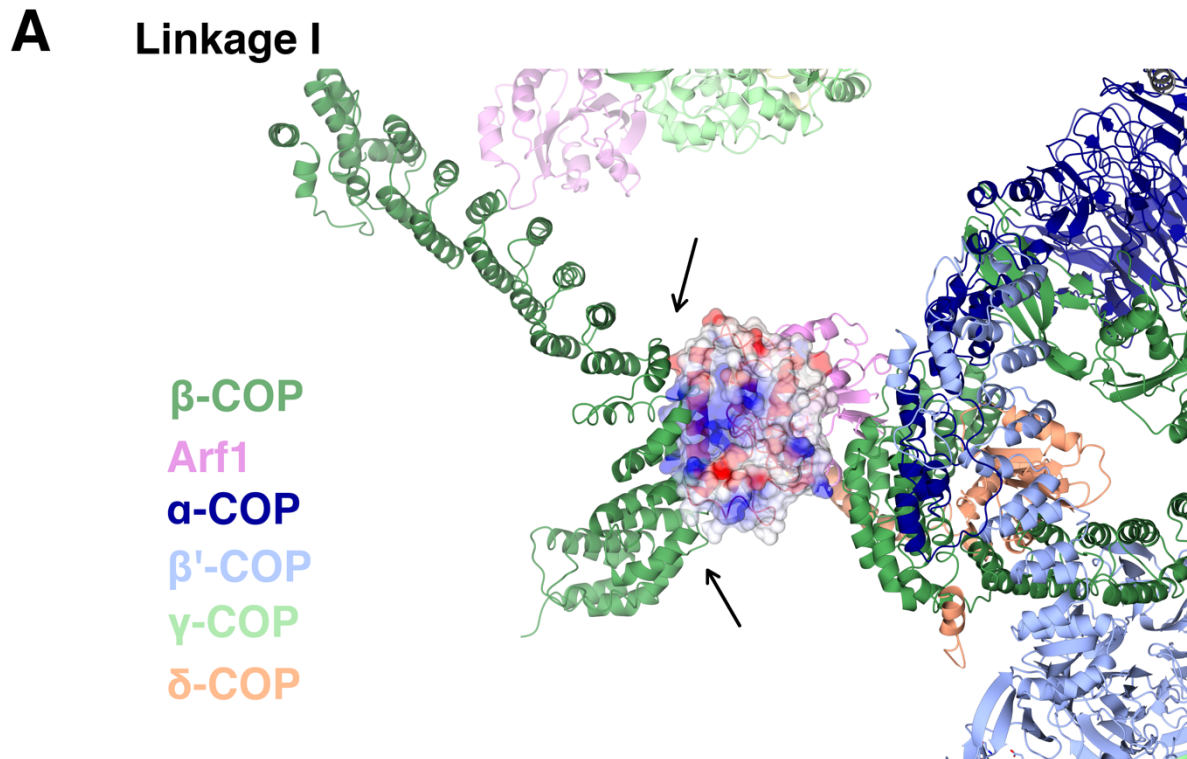 A
Linkage I
β-COP
Arf1
α-COP
β'-COP
γ-COP
δ-COP